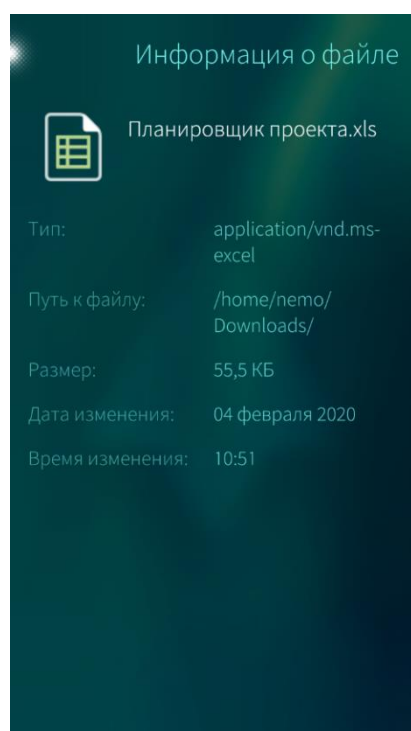 Информация о файле
Планировщик проекта.xls
Тип: application/vnd.ms-
excel
Путь к файлу: /home/nemo/
Downloads/
Размер: 55,5 КБ
Дата изменения: 04 февраля 2020
Время изменения: 10:51